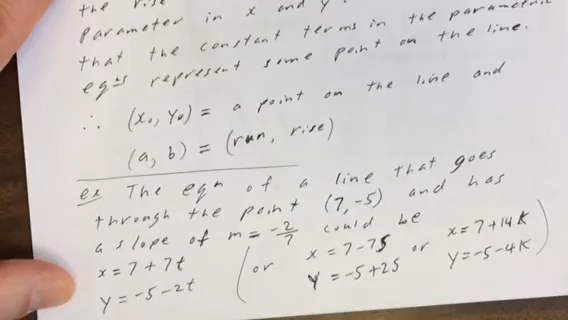 the rise
parameter in x and y.
that the constant terms in the parametric
eqⁿs represent some point on the line.
∴ (x₀, y₀) = a point on the line and
(a, b) = (run, rise)
ex The eqn of a line that goes
through the point (7, -5) and has
a slope of m = -2/7 could be
x = 7 + 7t (or x = 7 - 7s or x = 7 + 14k
y = -5 - 2t y = -5 + 2s y = -5 - 4k)